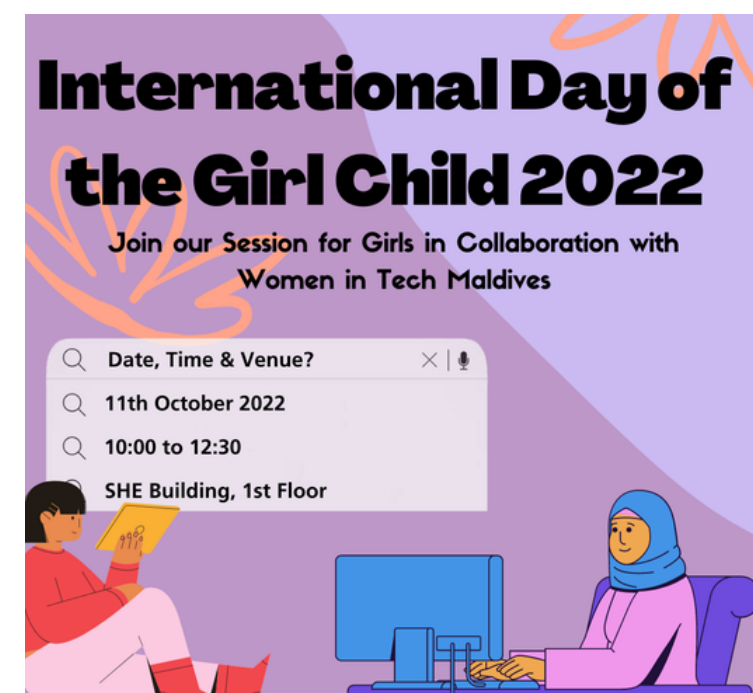 International Day of
the Girl Child 2022
Join our Session for Girls in Collaboration with
Women in Tech Maldives
Date, Time & Venue?
11th October 2022
10:00 to 12:30
SHE Building, 1st Floor